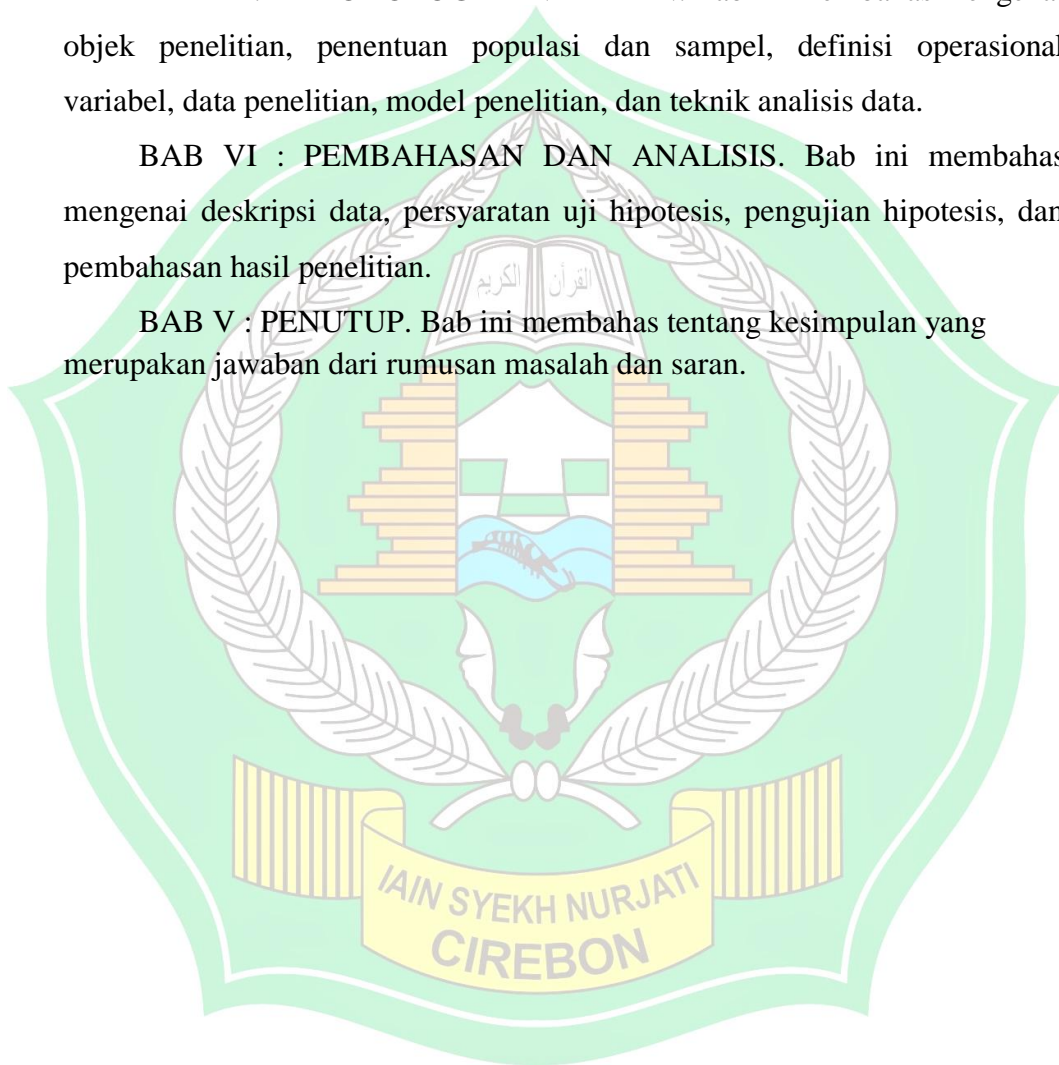 objek penelitian, penentuan populasi dan sampel, definisi operasional
variabel, data penelitian, model penelitian, dan teknik analisis data.
BAB VI : PEMBAHASAN DAN ANALISIS. Bab ini membahas
mengenai deskripsi data, persyaratan uji hipotesis, pengujian hipotesis, dan
pembahasan hasil penelitian.
القرآن الكريم
BAB V : PENUTUP. Bab ini membahas tentang kesimpulan yang
merupakan jawaban dari rumusan masalah dan saran.
IAIN SYEKH NURJATI
CIREBON